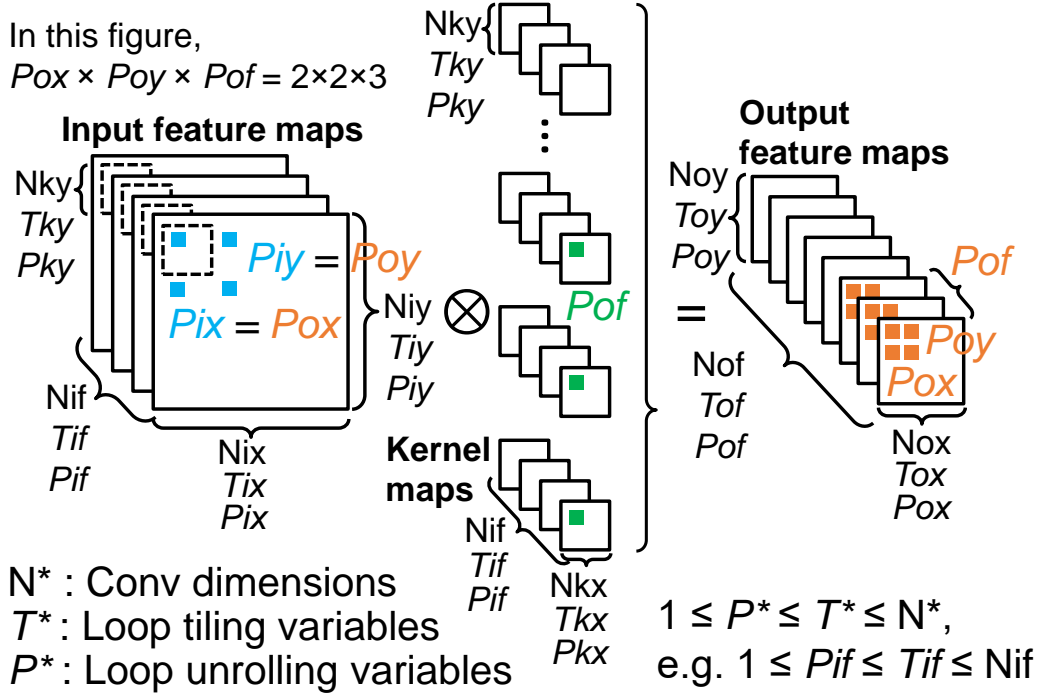 In this figure,
Pox × Poy × Pof = 2×2×3
Input feature maps
Nky
Tky
Pky
Piy = Poy
Pix = Pox
Niy
Tiy
Piy
Nif
Tif
Pif
Nix
Tix
Pix
Nky
Tky
Pky
Pof
Kernel
maps
Nif
Tif
Pif
Nkx
Tkx
Pkx
=
Output
feature maps
Noy
Toy
Poy
Pof
Poy
Pox
Nof
Tof
Pof
Nox
Tox
Pox
N* : Conv dimensions
T* : Loop tiling variables
P* : Loop unrolling variables
1 ≤ P* ≤ T* ≤ N*,
e.g. 1 ≤ Pif ≤ Tif ≤ Nif